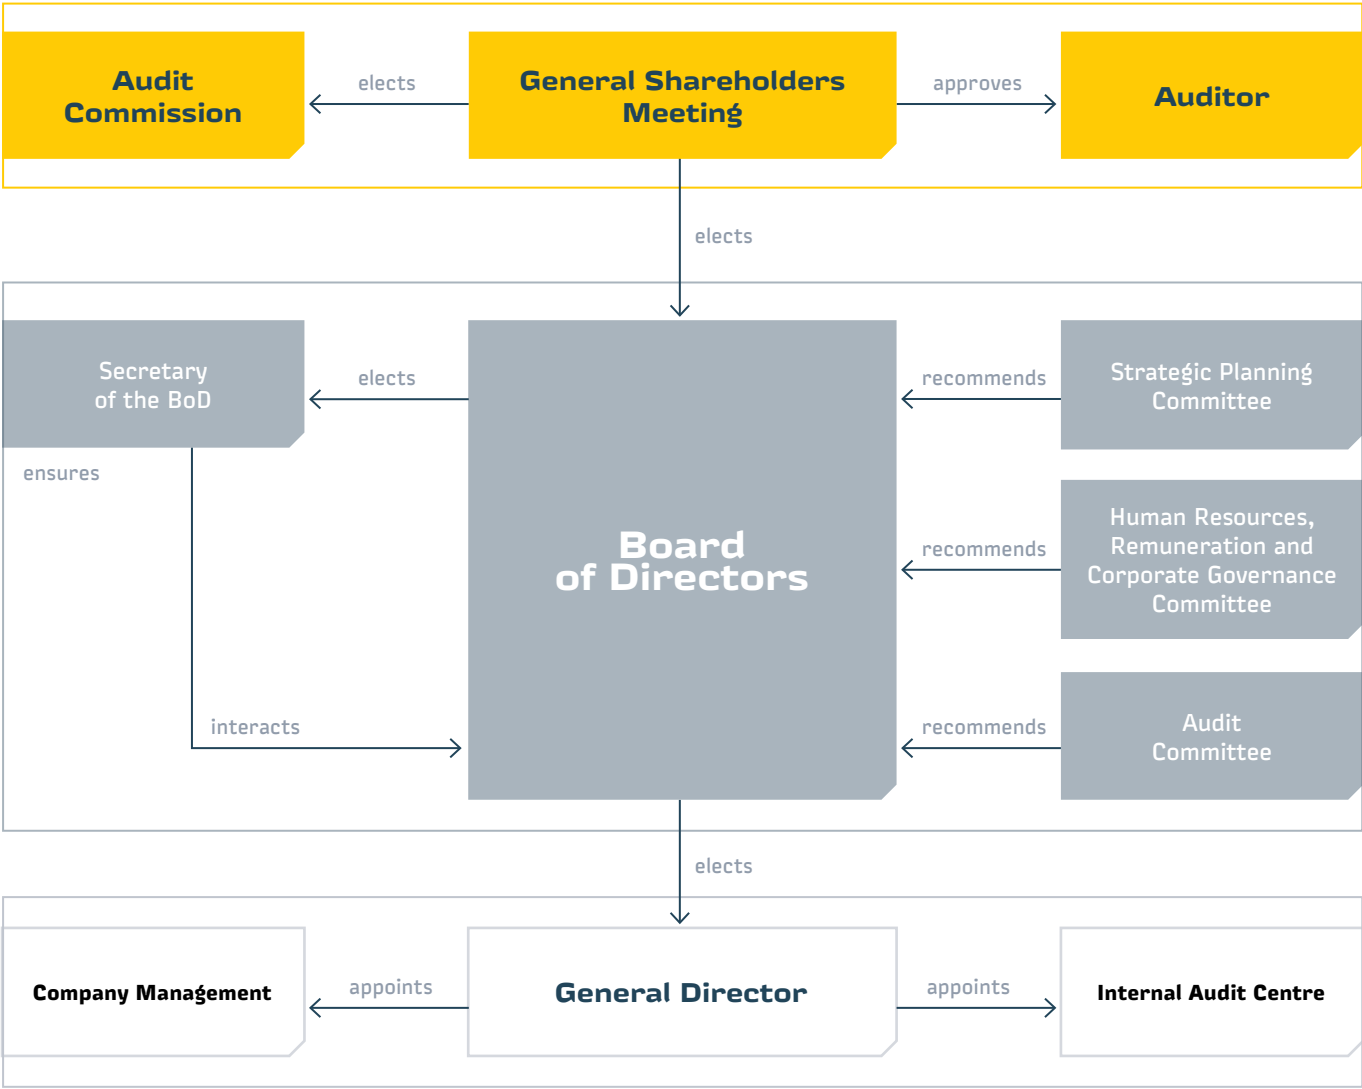 Audit
Commission
elects
General Shareholders
Meeting
approves
Auditor
elects
Secretary
of the BoD
elects
recommends
Strategic Planning
Committee
ensures
Board
of Directors
recommends
Human Resources,
Remuneration and
Corporate Governance
Committee
interacts
recommends
Audit
Committee
elects
Company Management
appoints
General Director
appoints
Internal Audit Centre